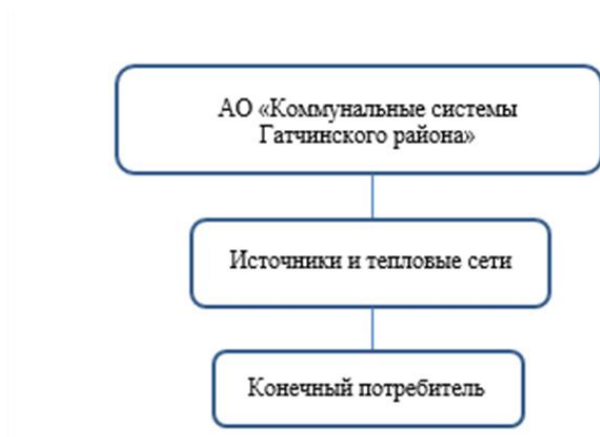 АО «Коммунальные системы
Гатчинского района»
Источники и тепловые сети
Конечный потребитель